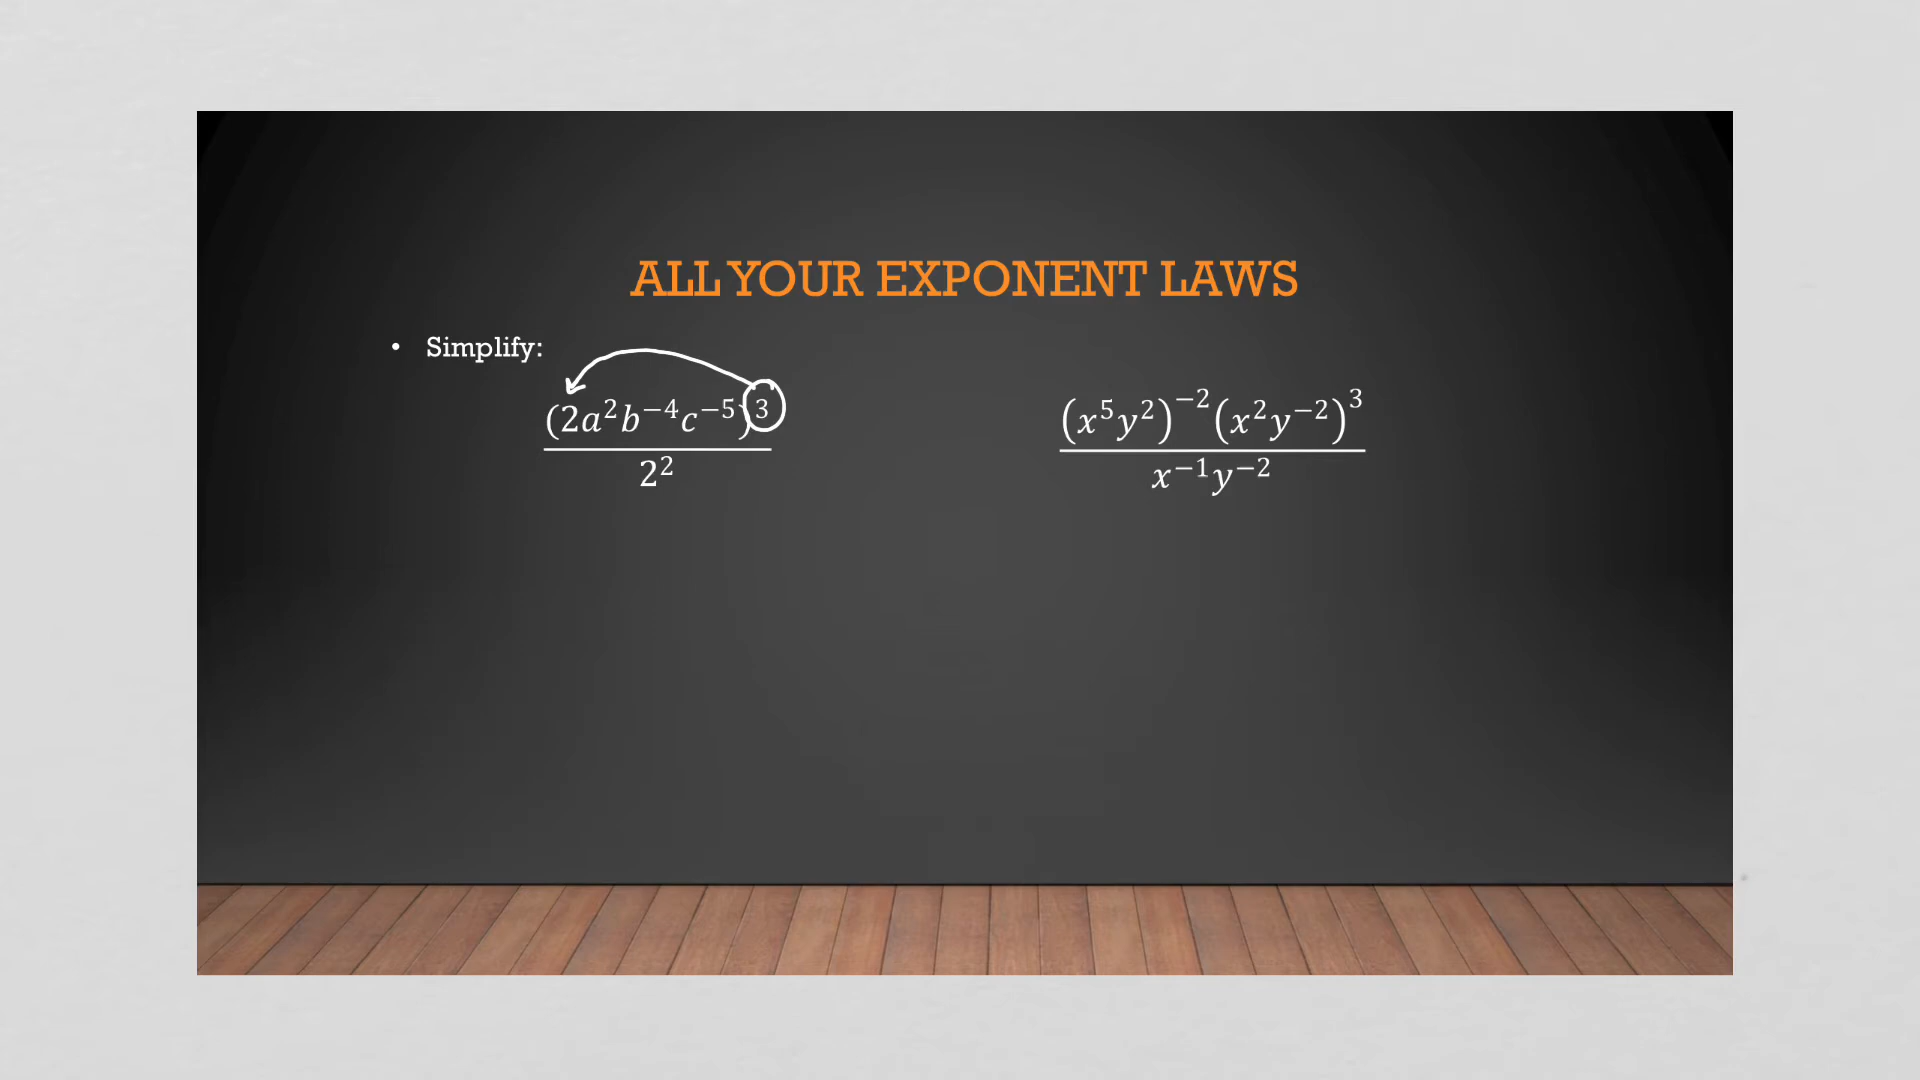 ALL YOUR EXPONENT LAWS
• Simplify:
(2a²b⁻⁴c⁻⁵)³
2²
(x⁵y²)⁻²(x²y⁻²)³
x⁻¹y⁻²